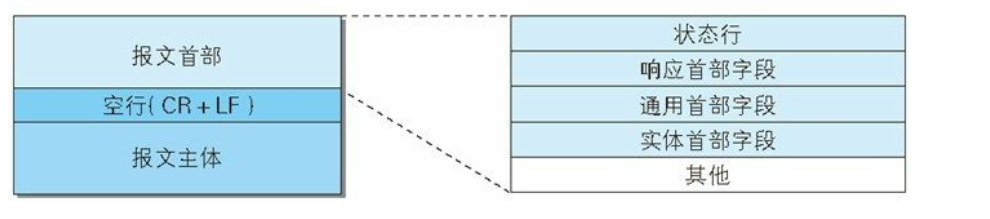 报文首部
空行( CR + LF )
报文主体
状态行
响应首部字段
通用首部字段
实体首部字段
其他